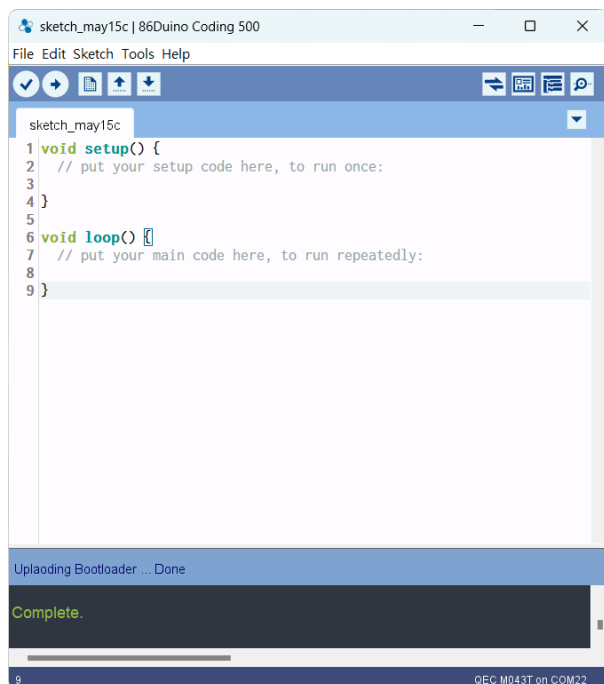 sketch_may15c | 86Duino Coding 500
File Edit Sketch Tools Help
sketch_may15c
1 void setup() {
2   // put your setup code here, to run once:
3
4 }
5
6 void loop() {
7   // put your main code here, to run repeatedly:
8
9 }
Uplaoding Bootloader ... Done
Complete.
9 QEC M043T on COM22